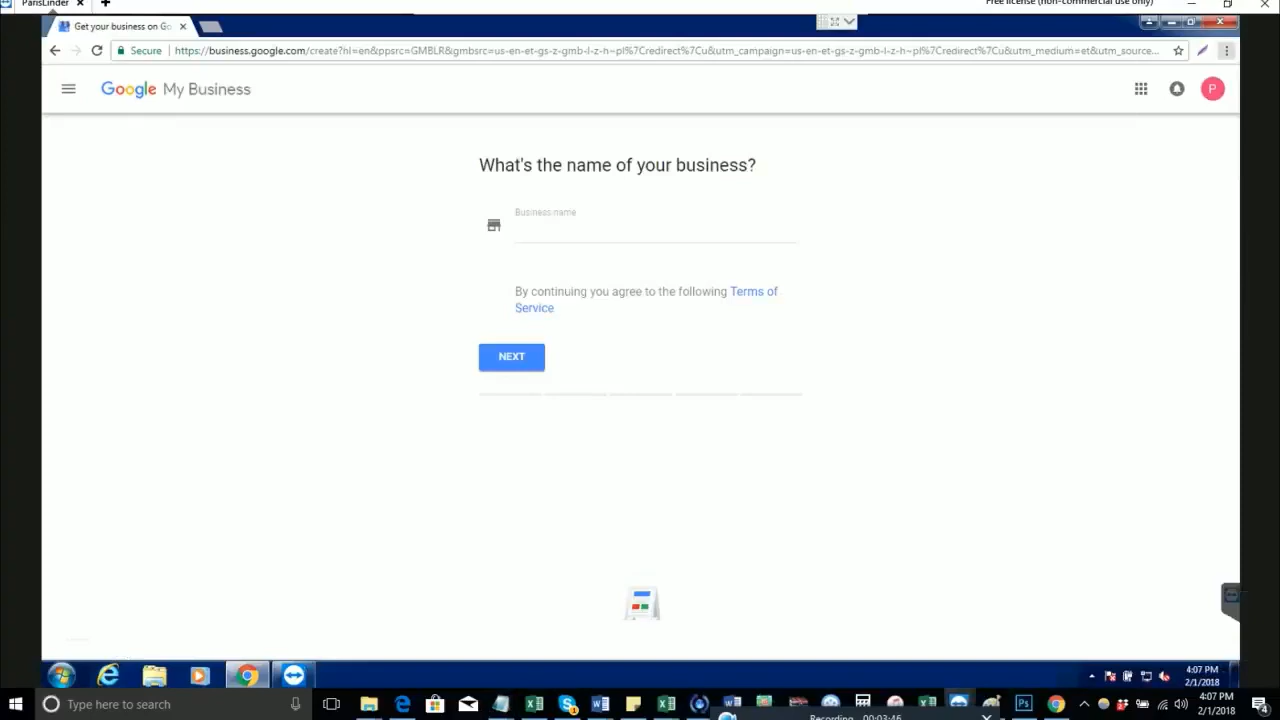 ParisLinder
Free license (non-commercial use only)
Get your business on Go
Secure
https://business.google.com/create?hl=en&ppsrc=GMBLR&gmbsrc=us-en-et-gs-z-gmb-l-z-h~pl%7Credirect%7Cu&utm_campaign=us-en-et-gs-z-gmb-l-z-h~pl%7Credirect%7Cu&utm_medium=et&utm_source...
Google My Business
P
What's the name of your business?
Business name
By continuing you agree to the following Terms of
Service
NEXT
4:07 PM
2/1/2018
Type here to search
4:07 PM
2/1/2018
Recording 00:03:46